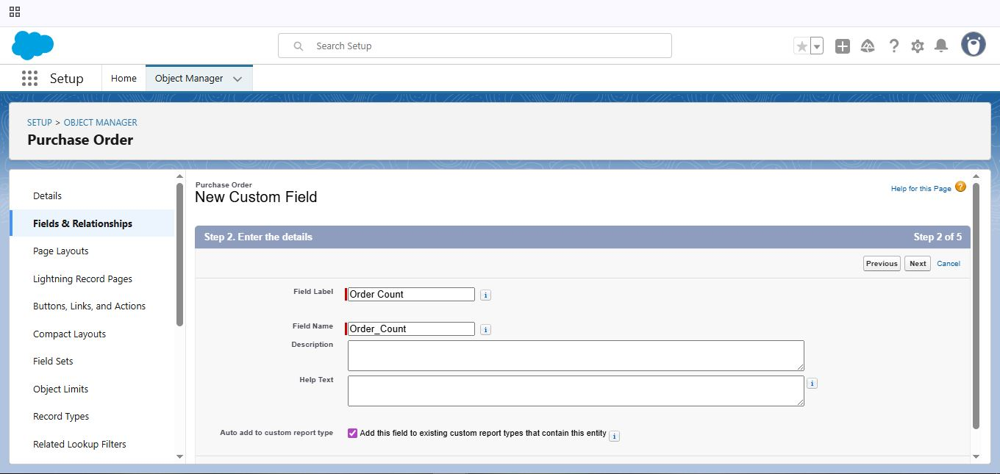 Search Setup
Setup
Home
Object Manager
SETUP > OBJECT MANAGER
Purchase Order
Details
Fields & Relationships
Page Layouts
Lightning Record Pages
Buttons, Links, and Actions
Compact Layouts
Field Sets
Object Limits
Record Types
Related Lookup Filters
Purchase Order
New Custom Field
Help for this Page ?
Step 2. Enter the details
Step 2 of 5
Previous
Next
Cancel
Field Label
Order Count
i
Field Name
Order_Count
i
Description
Help Text
i
Auto add to custom report type
Add this field to existing custom report types that contain this entity
i